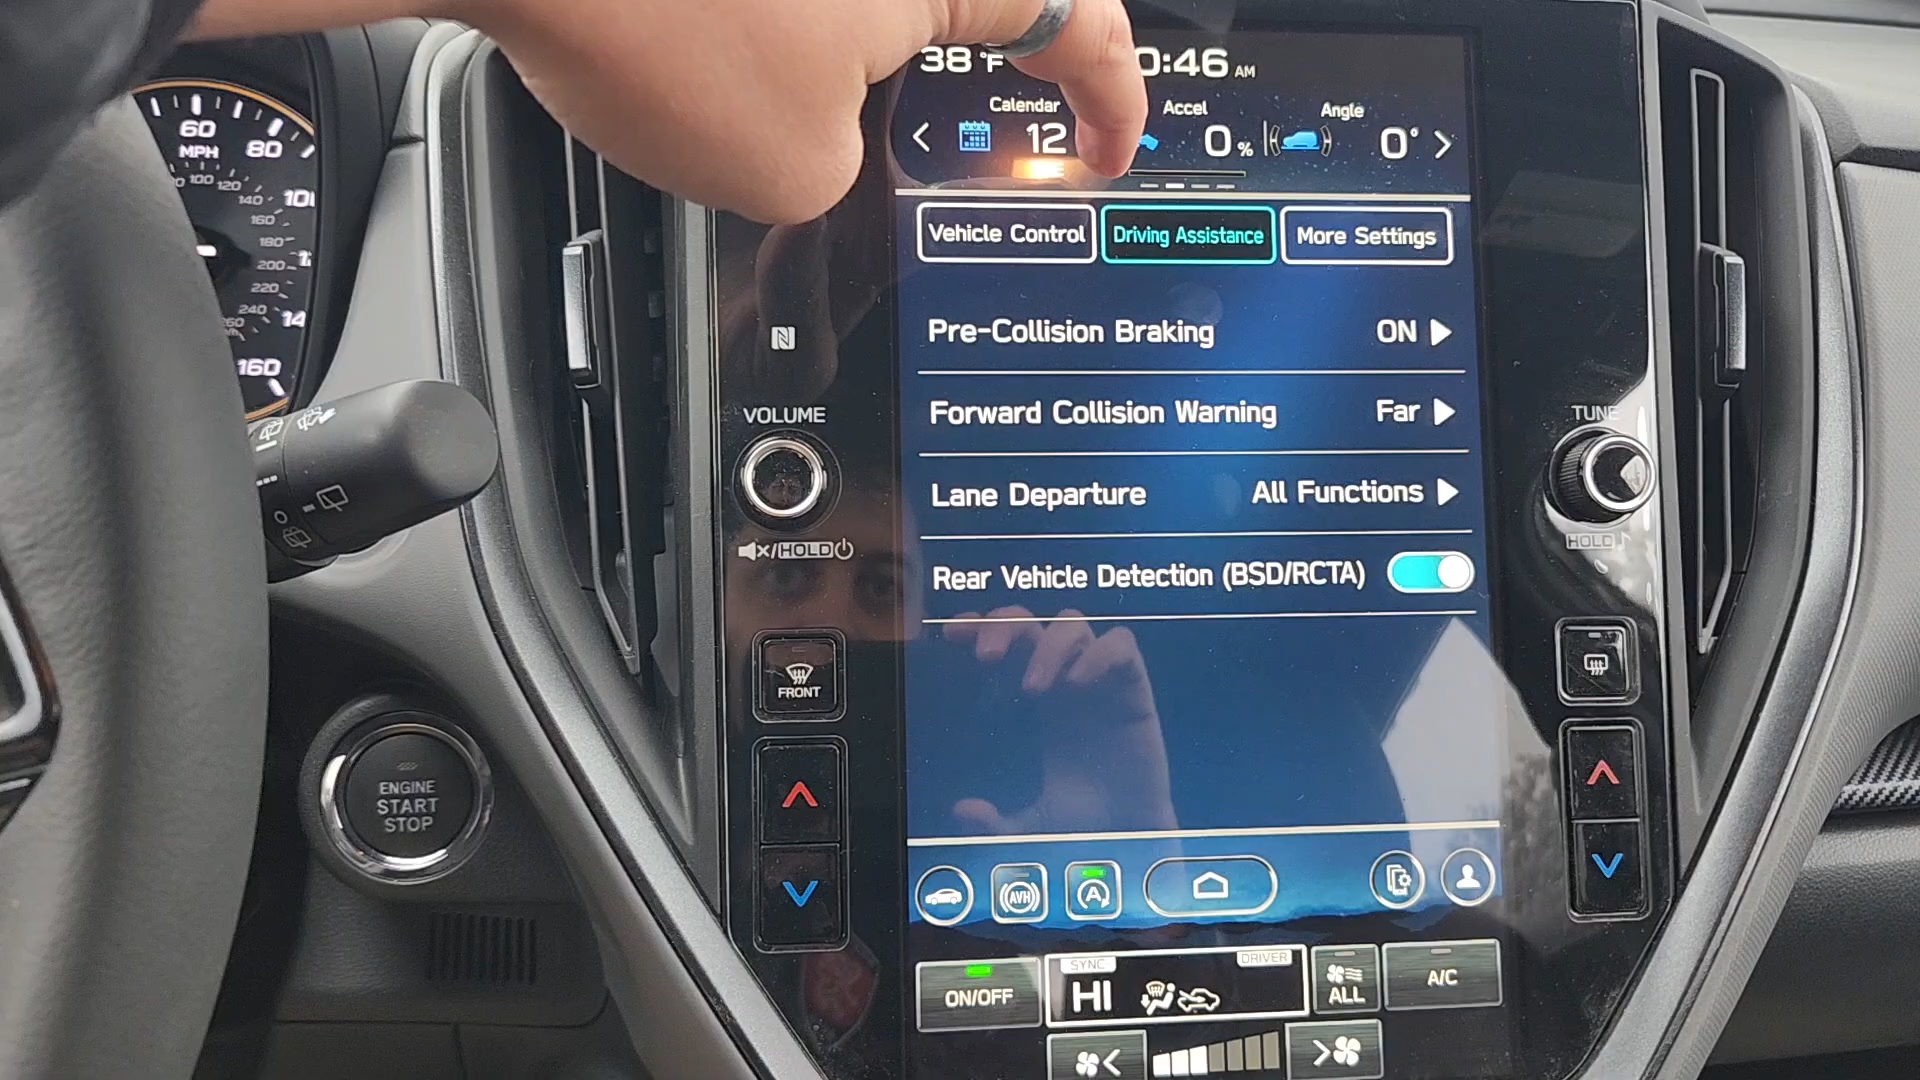 38 °F
0:46 AM
Calendar
12
Accel
0 %
Angle
0°
Vehicle Control
Driving Assistance
More Settings
Pre-Collision Braking ON
Forward Collision Warning Far
Lane Departure All Functions
Rear Vehicle Detection (BSD/RCTA)
AVH
A
ON/OFF
SYNC
DRIVER
HI
ALL
A/C
VOLUME
HOLD
FRONT
TUNE
HOLD
ENGINE
START
STOP
60
MPH
80
100
120
140
160
180
200
220
240
260
160